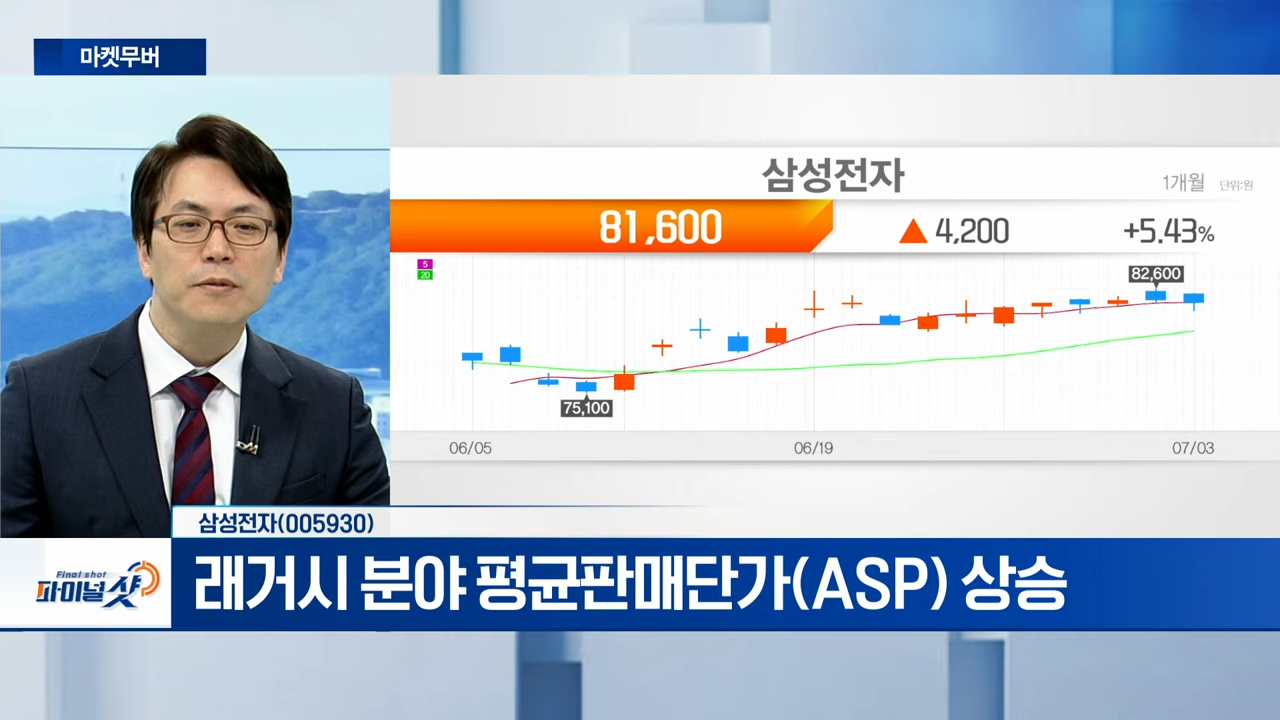 마켓무버
삼성전자
1개월 단위:원
81,600 ▲ 4,200 +5.43%
5
20
82,600
75,100
06/05 06/19 07/03
삼성전자(005930)
Final shot
파이널샷
래거시 분야 평균판매단가(ASP) 상승